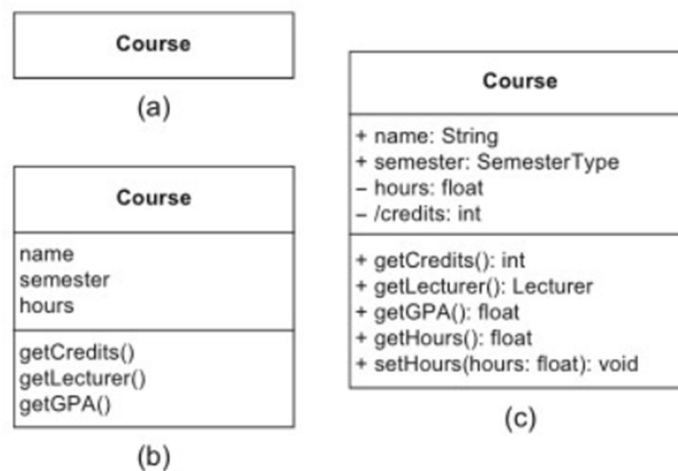 Course
(a)
Course
name
semester
hours
getCredits()
getLecturer()
getGPA()
(b)
Course
+ name: String
+ semester: SemesterType
– hours: float
– /credits: int
+ getCredits(): int
+ getLecturer(): Lecturer
+ getGPA(): float
+ getHours(): float
+ setHours(hours: float): void
(c)